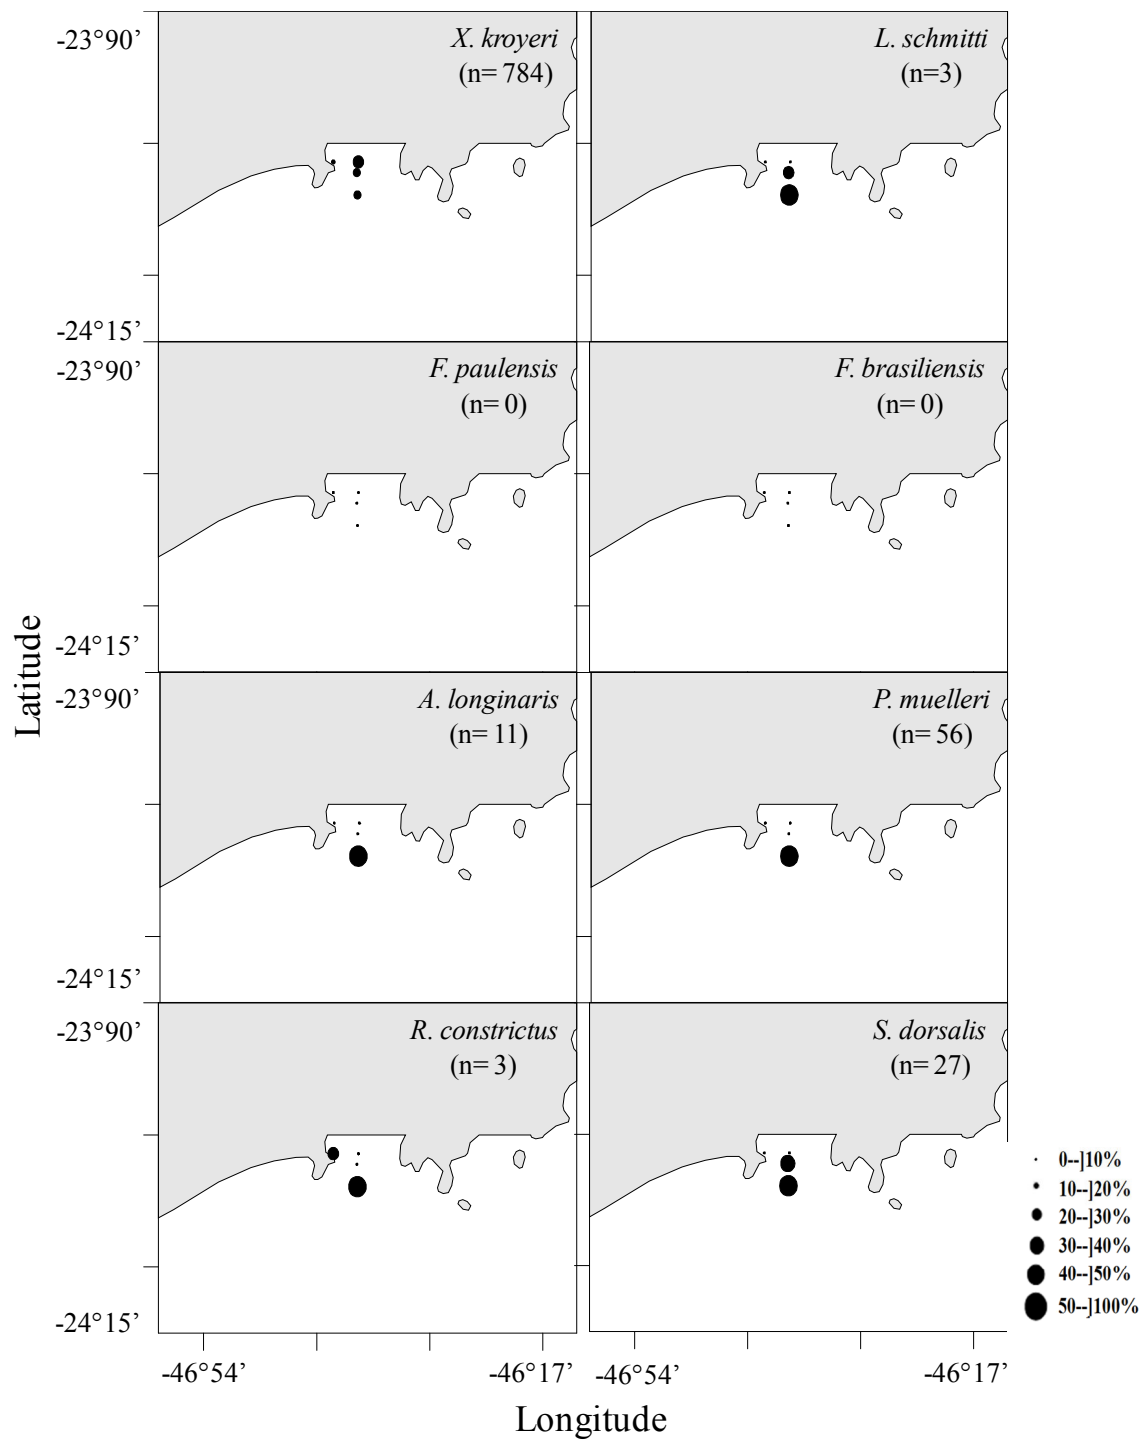 -23°90’
X. kroyeri
(n= 784)
L. schmitti
(n=3)
-24°15’
-23°90’
F. paulensis
(n= 0)
F. brasiliensis
(n= 0)
Latitude
-24°15’
-23°90’
A. longinaris
(n= 11)
P. muelleri
(n= 56)
-24°15’
-23°90’
R. constrictus
(n= 3)
S. dorsalis
(n= 27)
0--]10%
10--]20%
20--]30%
30--]40%
40--]50%
50--]100%
-24°15’
-46°54’
-46°17’
-46°54’
-46°17’
Longitude